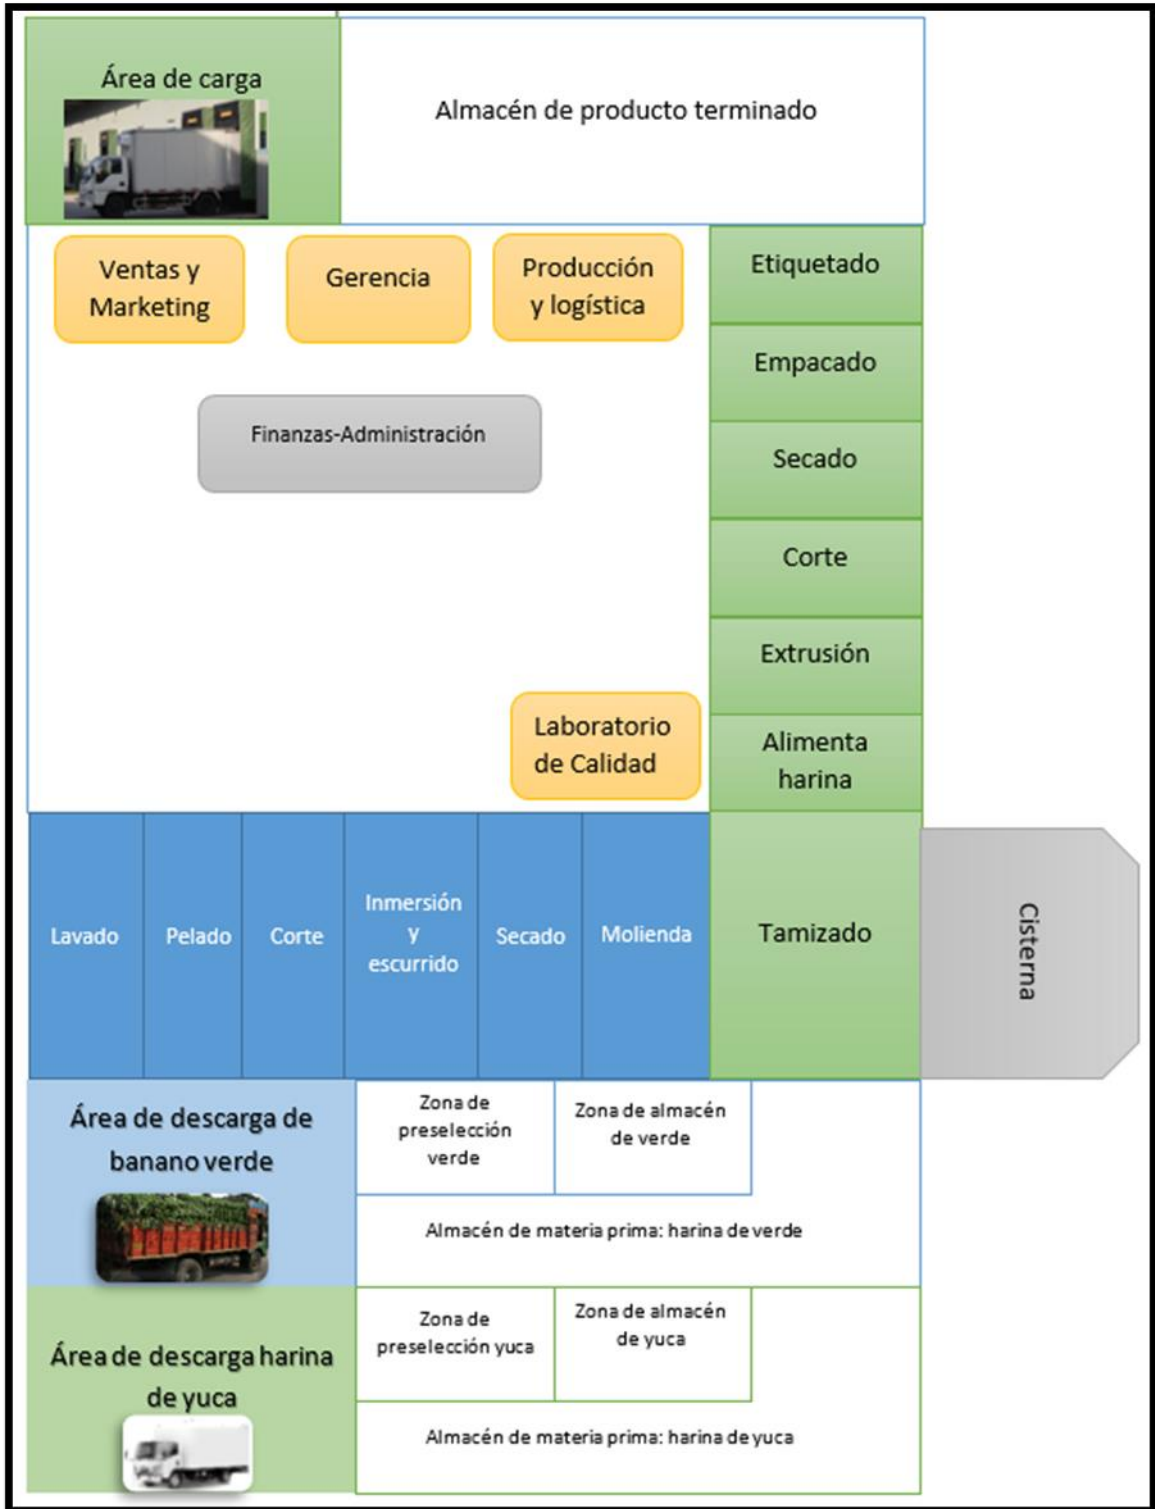 Área de carga
Almacén de producto terminado
Ventas y
Marketing
Gerencia
Producción
y logística
Etiquetado
Empacado
Finanzas-Administración
Secado
Corte
Extrusión
Laboratorio
de Calidad
Alimenta
harina
Lavado
Pelado
Corte
Inmersión
y
escurrido
Secado
Molienda
Tamizado
Cisterna
Área de descarga de
banano verde
Zona de
preselección
verde
Zona de almacén
de verde
Almacén de materia prima: harina de verde
Área de descarga harina
de yuca
Zona de
preselección yuca
Zona de almacén
de yuca
Almacén de materia prima: harina de yuca